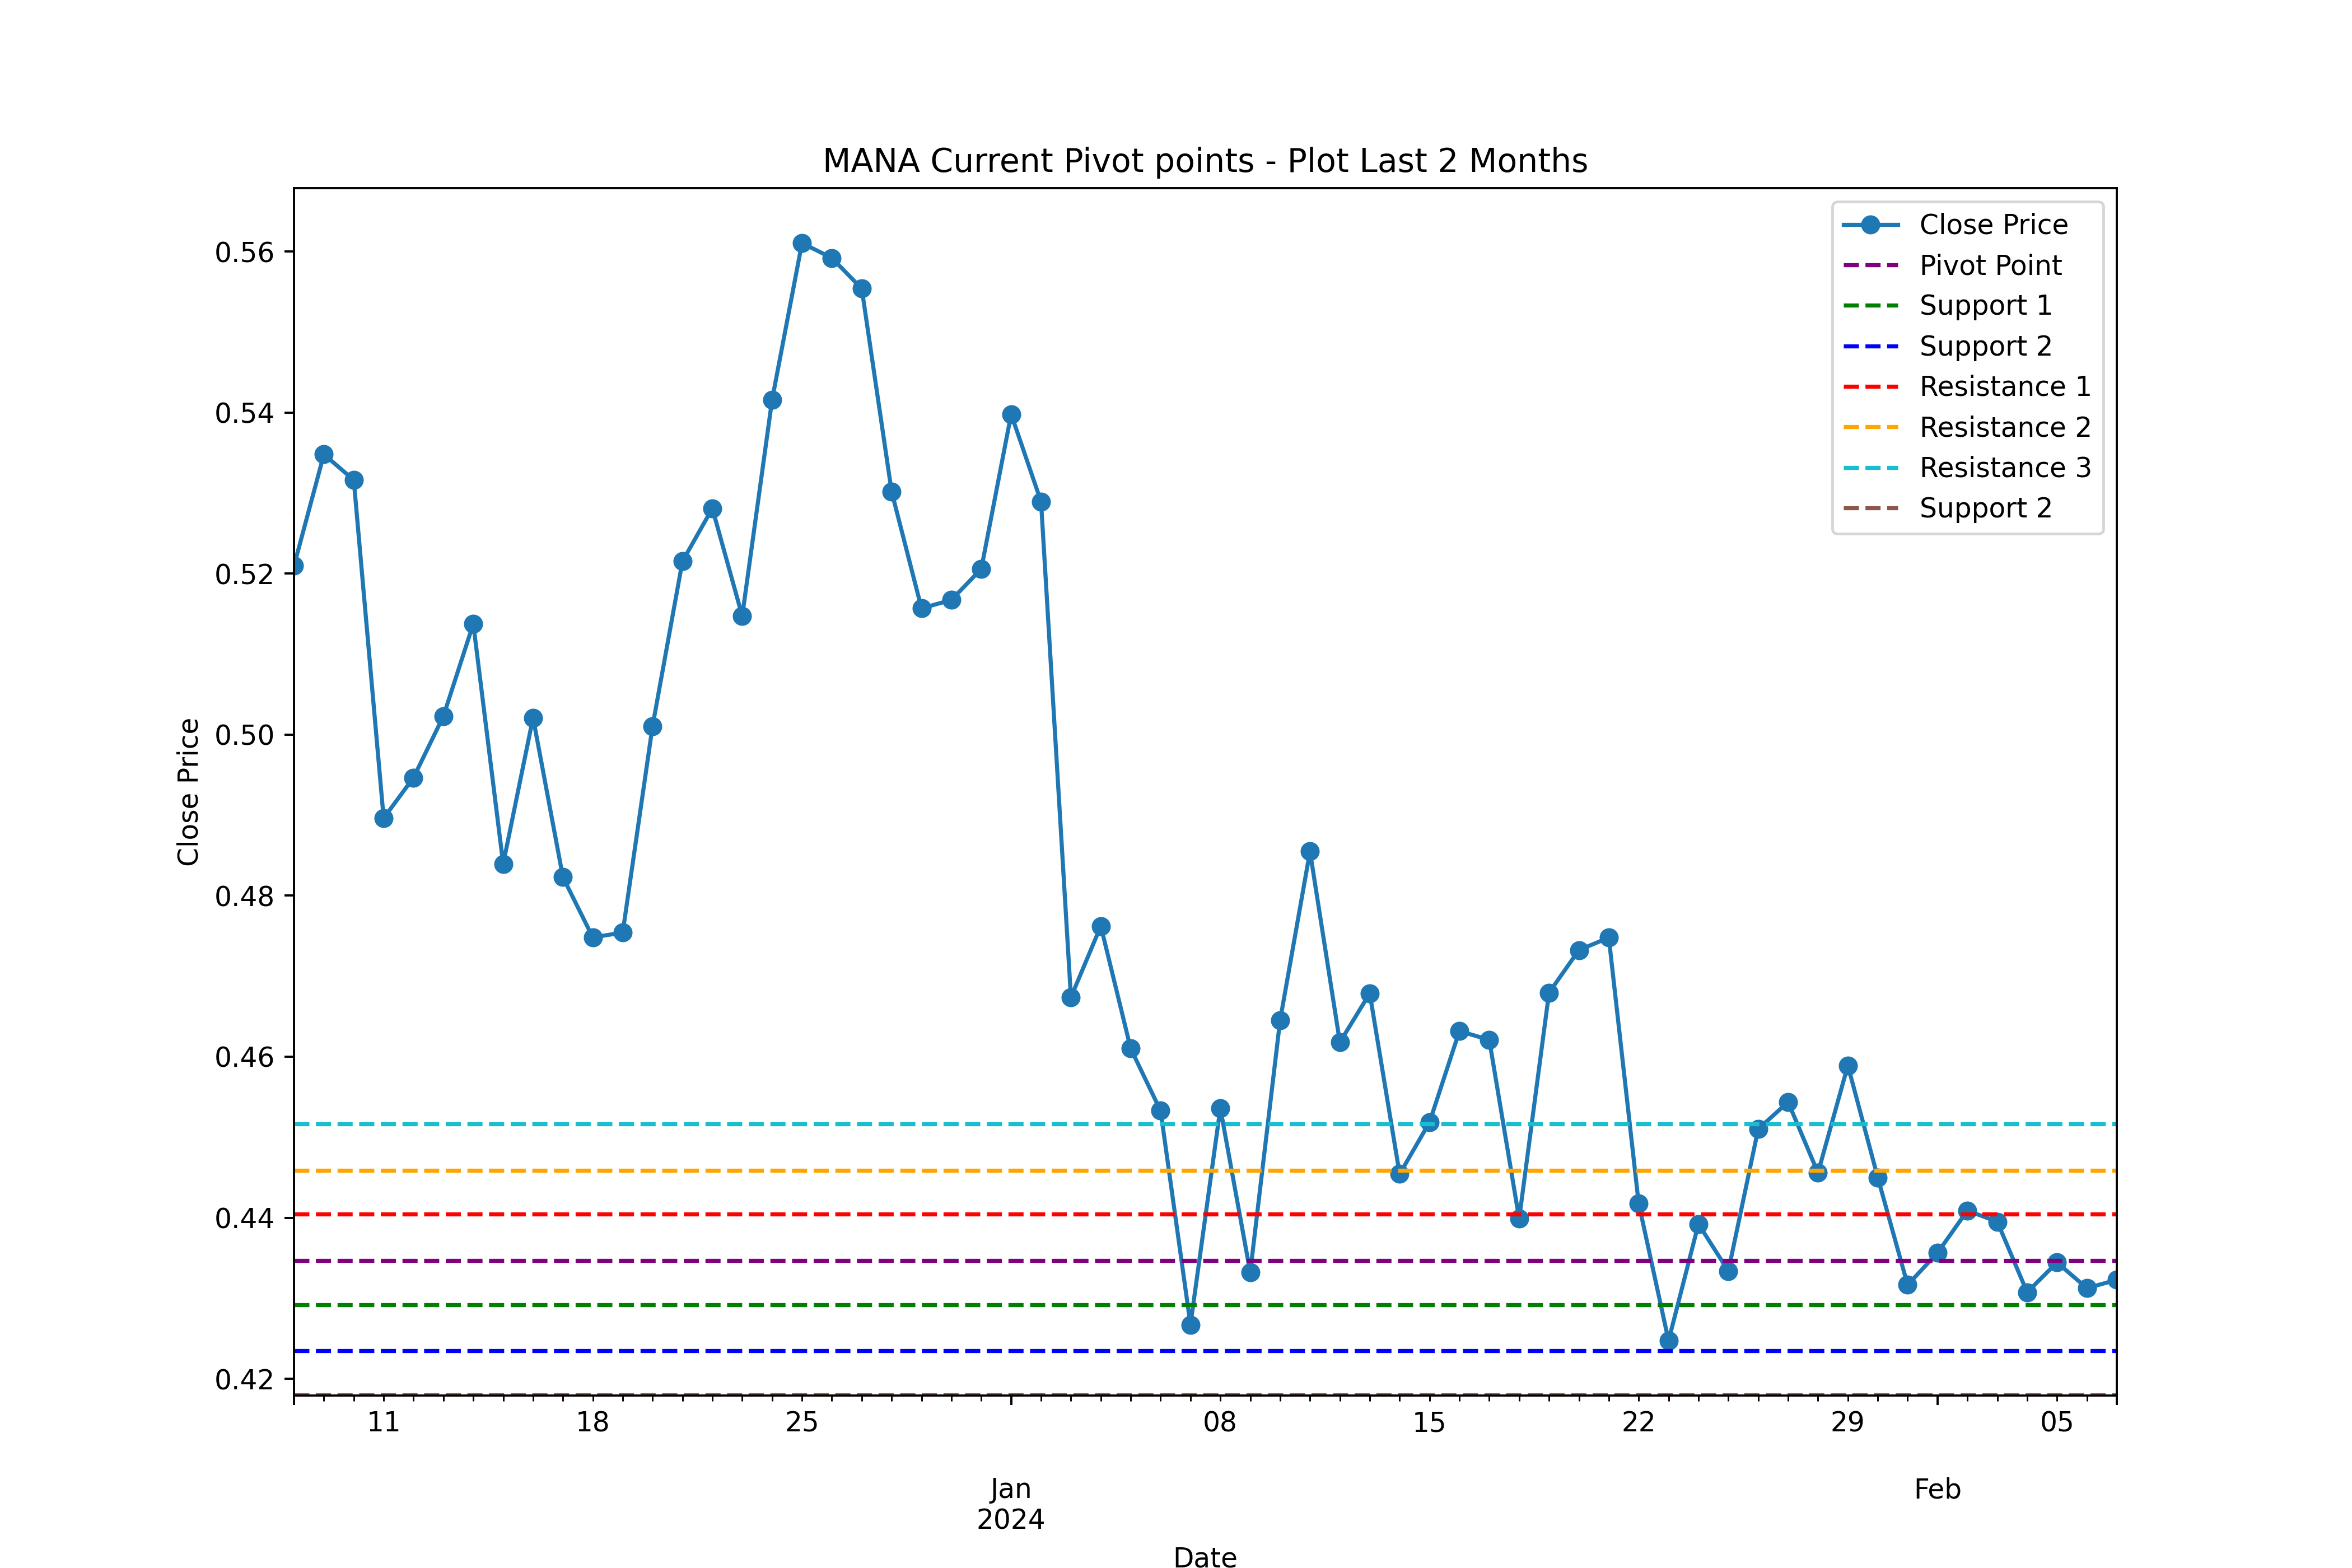 MANA Current Pivot points - Plot Last 2 Months
Close Price
Pivot Point
Support 1
Support 2
Resistance 1
Resistance 2
Resistance 3
Support 2
0.56
0.54
0.52
0.50
0.48
0.46
0.44
0.42
Close Price
11 18 25 08 15 22 29 05
Jan Feb
2024
Date